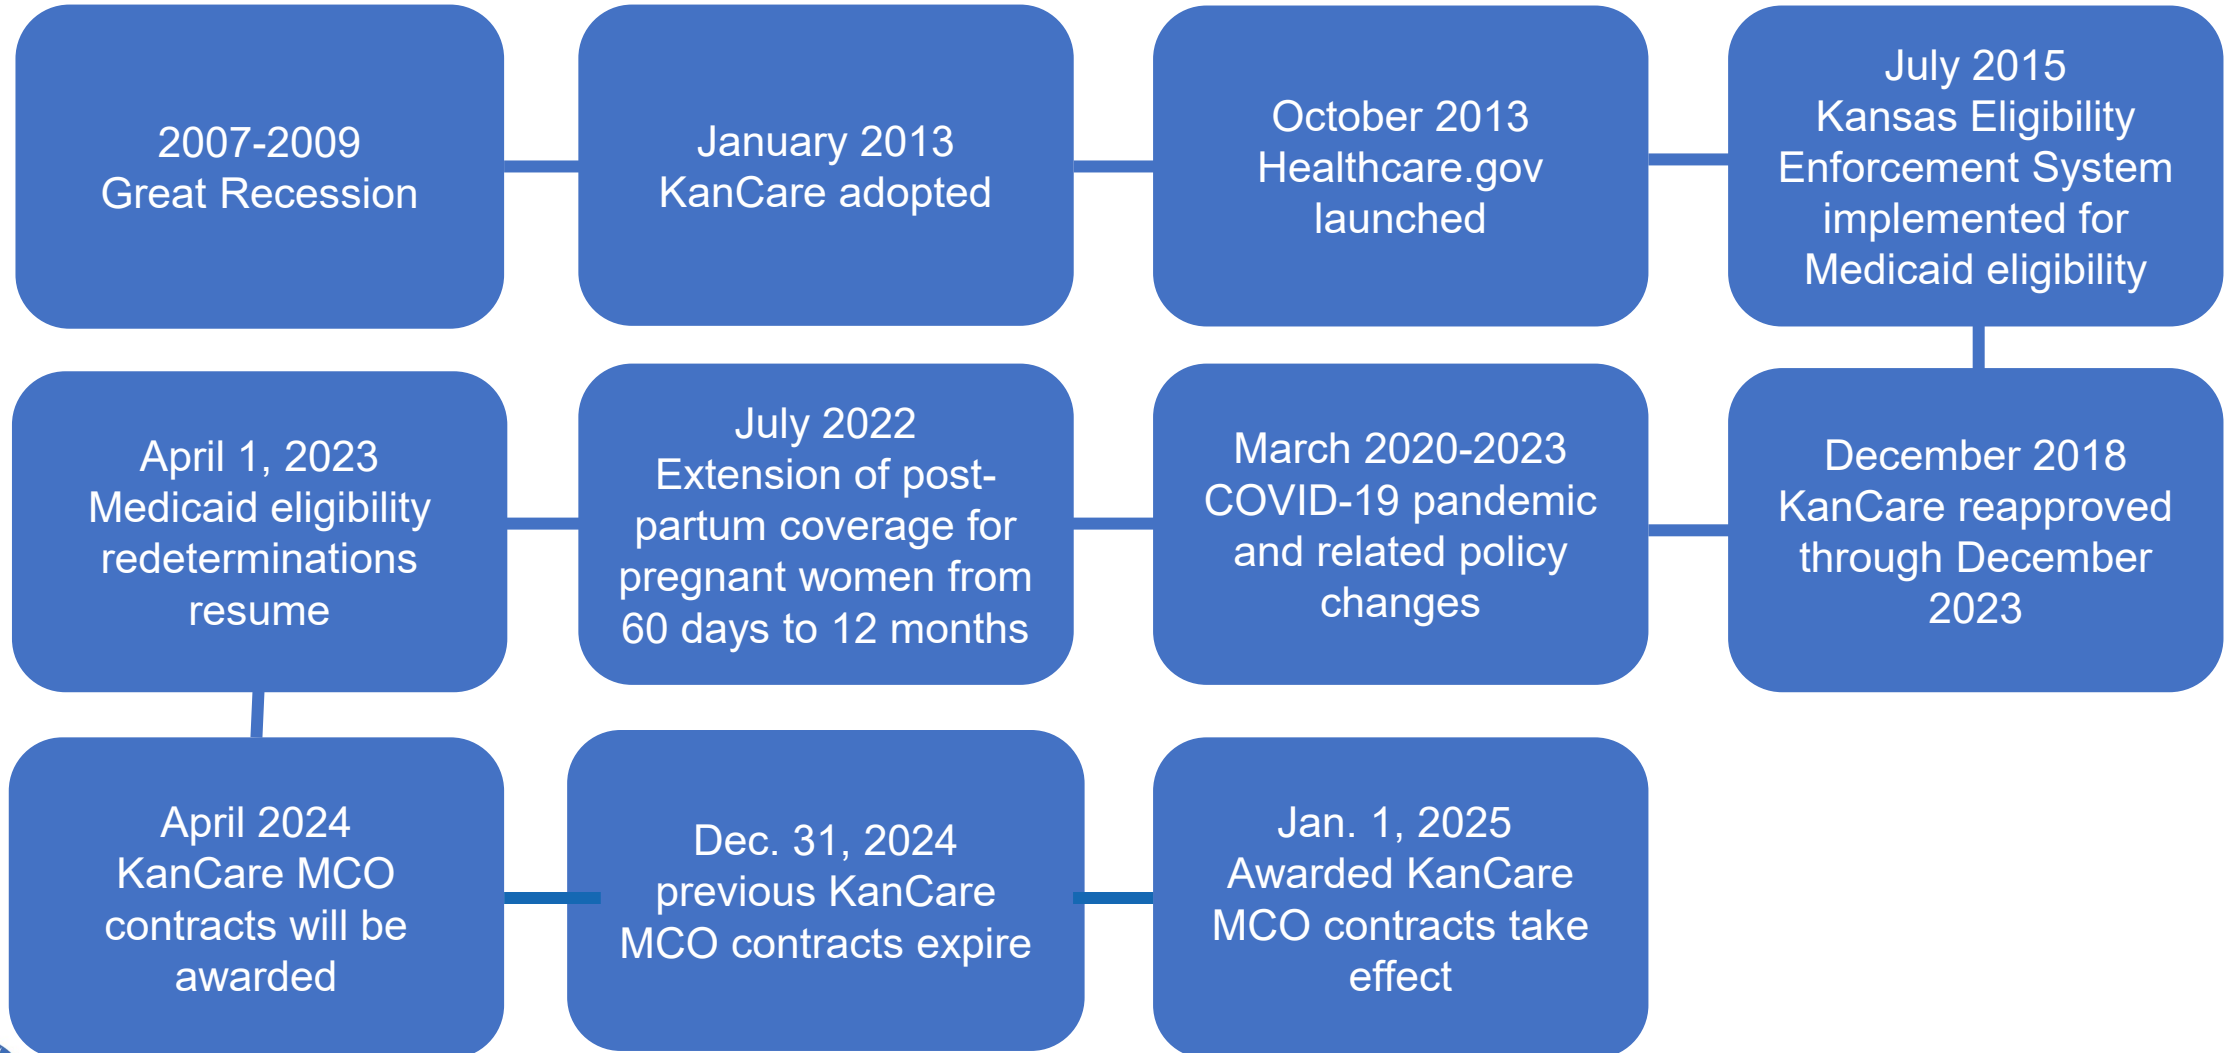 2007-2009
Great Recession
January 2013
KanCare adopted
October 2013
Healthcare.gov
launched
July 2015
Kansas Eligibility
Enforcement System
implemented for
Medicaid eligibility
December 2018
KanCare reapproved
through December
2023
March 2020-2023
COVID-19 pandemic
and related policy
changes
July 2022
Extension of post-
partum coverage for
pregnant women from
60 days to 12 months
April 1, 2023
Medicaid eligibility
redeterminations
resume
April 2024
KanCare MCO
contracts will be
awarded
Dec. 31, 2024
previous KanCare
MCO contracts expire
Jan. 1, 2025
Awarded KanCare
MCO contracts take
effect